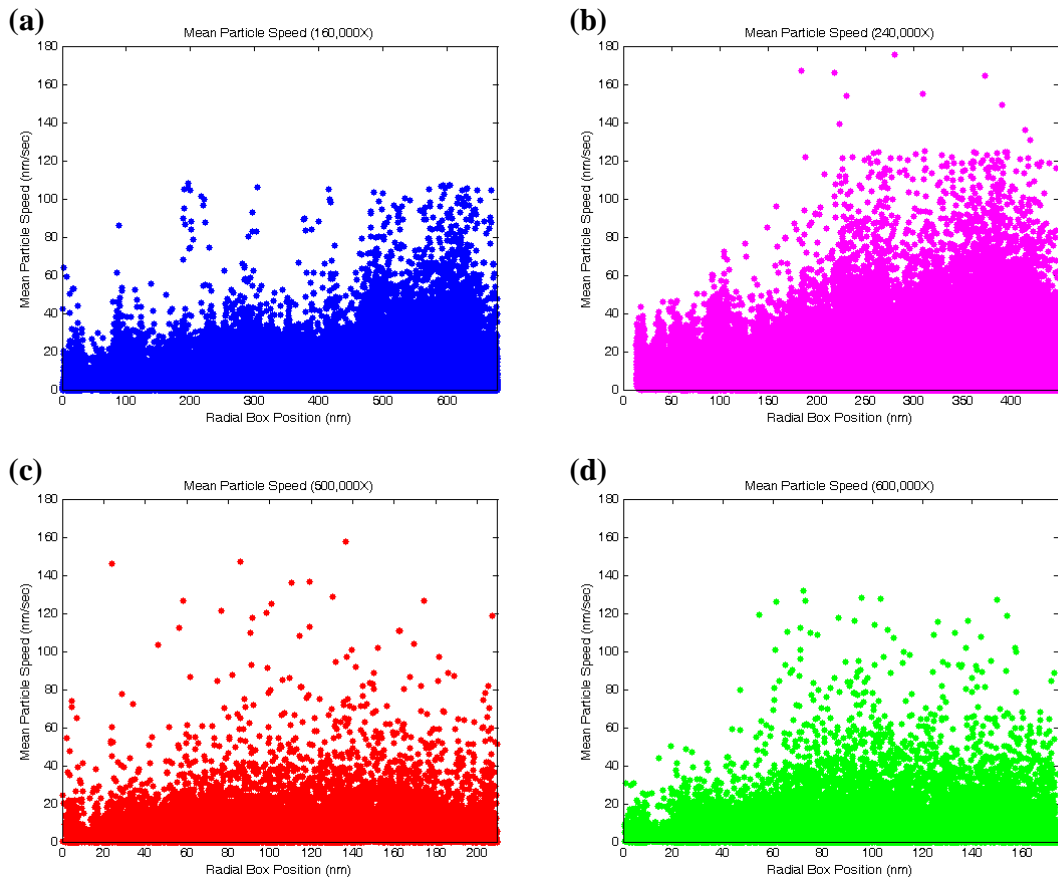 (a)
Mean Particle Speed (160,000X)
Mean Particle Speed (nm/sec)
180
160
140
120
100
80
60
40
20
0
0 100 200 300 400 500 600
Radial Box Position (nm)
(b)
Mean Particle Speed (240,000X)
Mean Particle Speed (nm/sec)
180
160
140
120
100
80
60
40
20
0
0 50 100 150 200 250 300 350 400
Radial Box Position (nm)
(c)
Mean Particle Speed (500,000X)
Mean Particle Speed (nm/sec)
180
160
140
120
100
80
60
40
20
0
0 20 40 60 80 100 120 140 160 180 200
Radial Box Position (nm)
(d)
Mean Particle Speed (600,000X)
Mean Particle Speed (nm/sec)
180
160
140
120
100
80
60
40
20
0
0 20 40 60 80 100 120 140 160
Radial Box Position (nm)